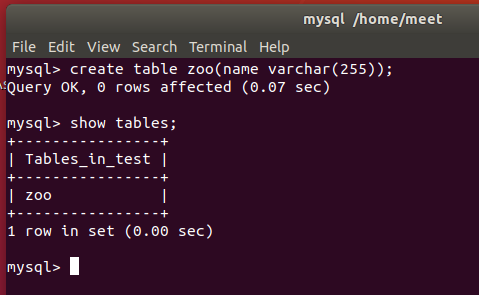 mysql /home/meet
File Edit View Search Terminal Help
mysql> create table zoo(name varchar(255));
Query OK, 0 rows affected (0.07 sec)
mysql> show tables;
+----------------+
| Tables_in_test |
+----------------+
| zoo            |
+----------------+
1 row in set (0.00 sec)
mysql>